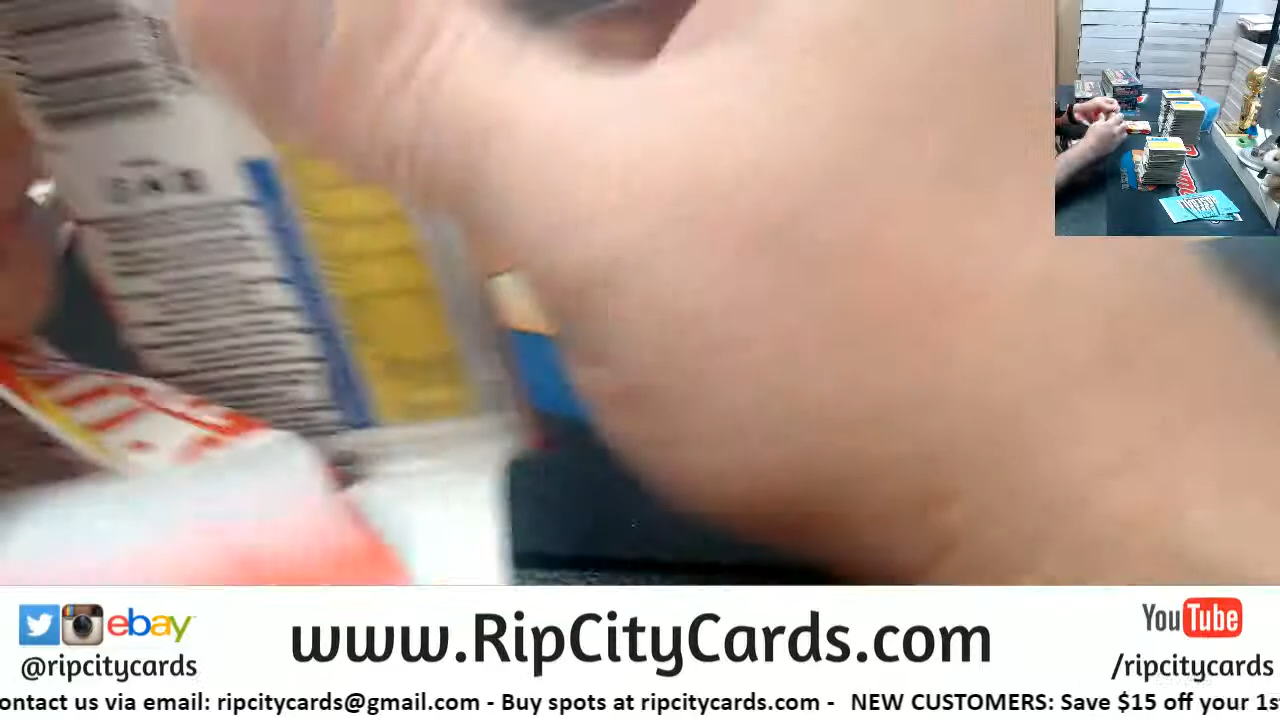 ebay
@ripcitycards
www.RipCityCards.com
YouTube
/ripcitycards
ontact us via email: ripcitycards@gmail.com - Buy spots at ripcitycards.com - NEW CUSTOMERS: Save $15 off your 1s